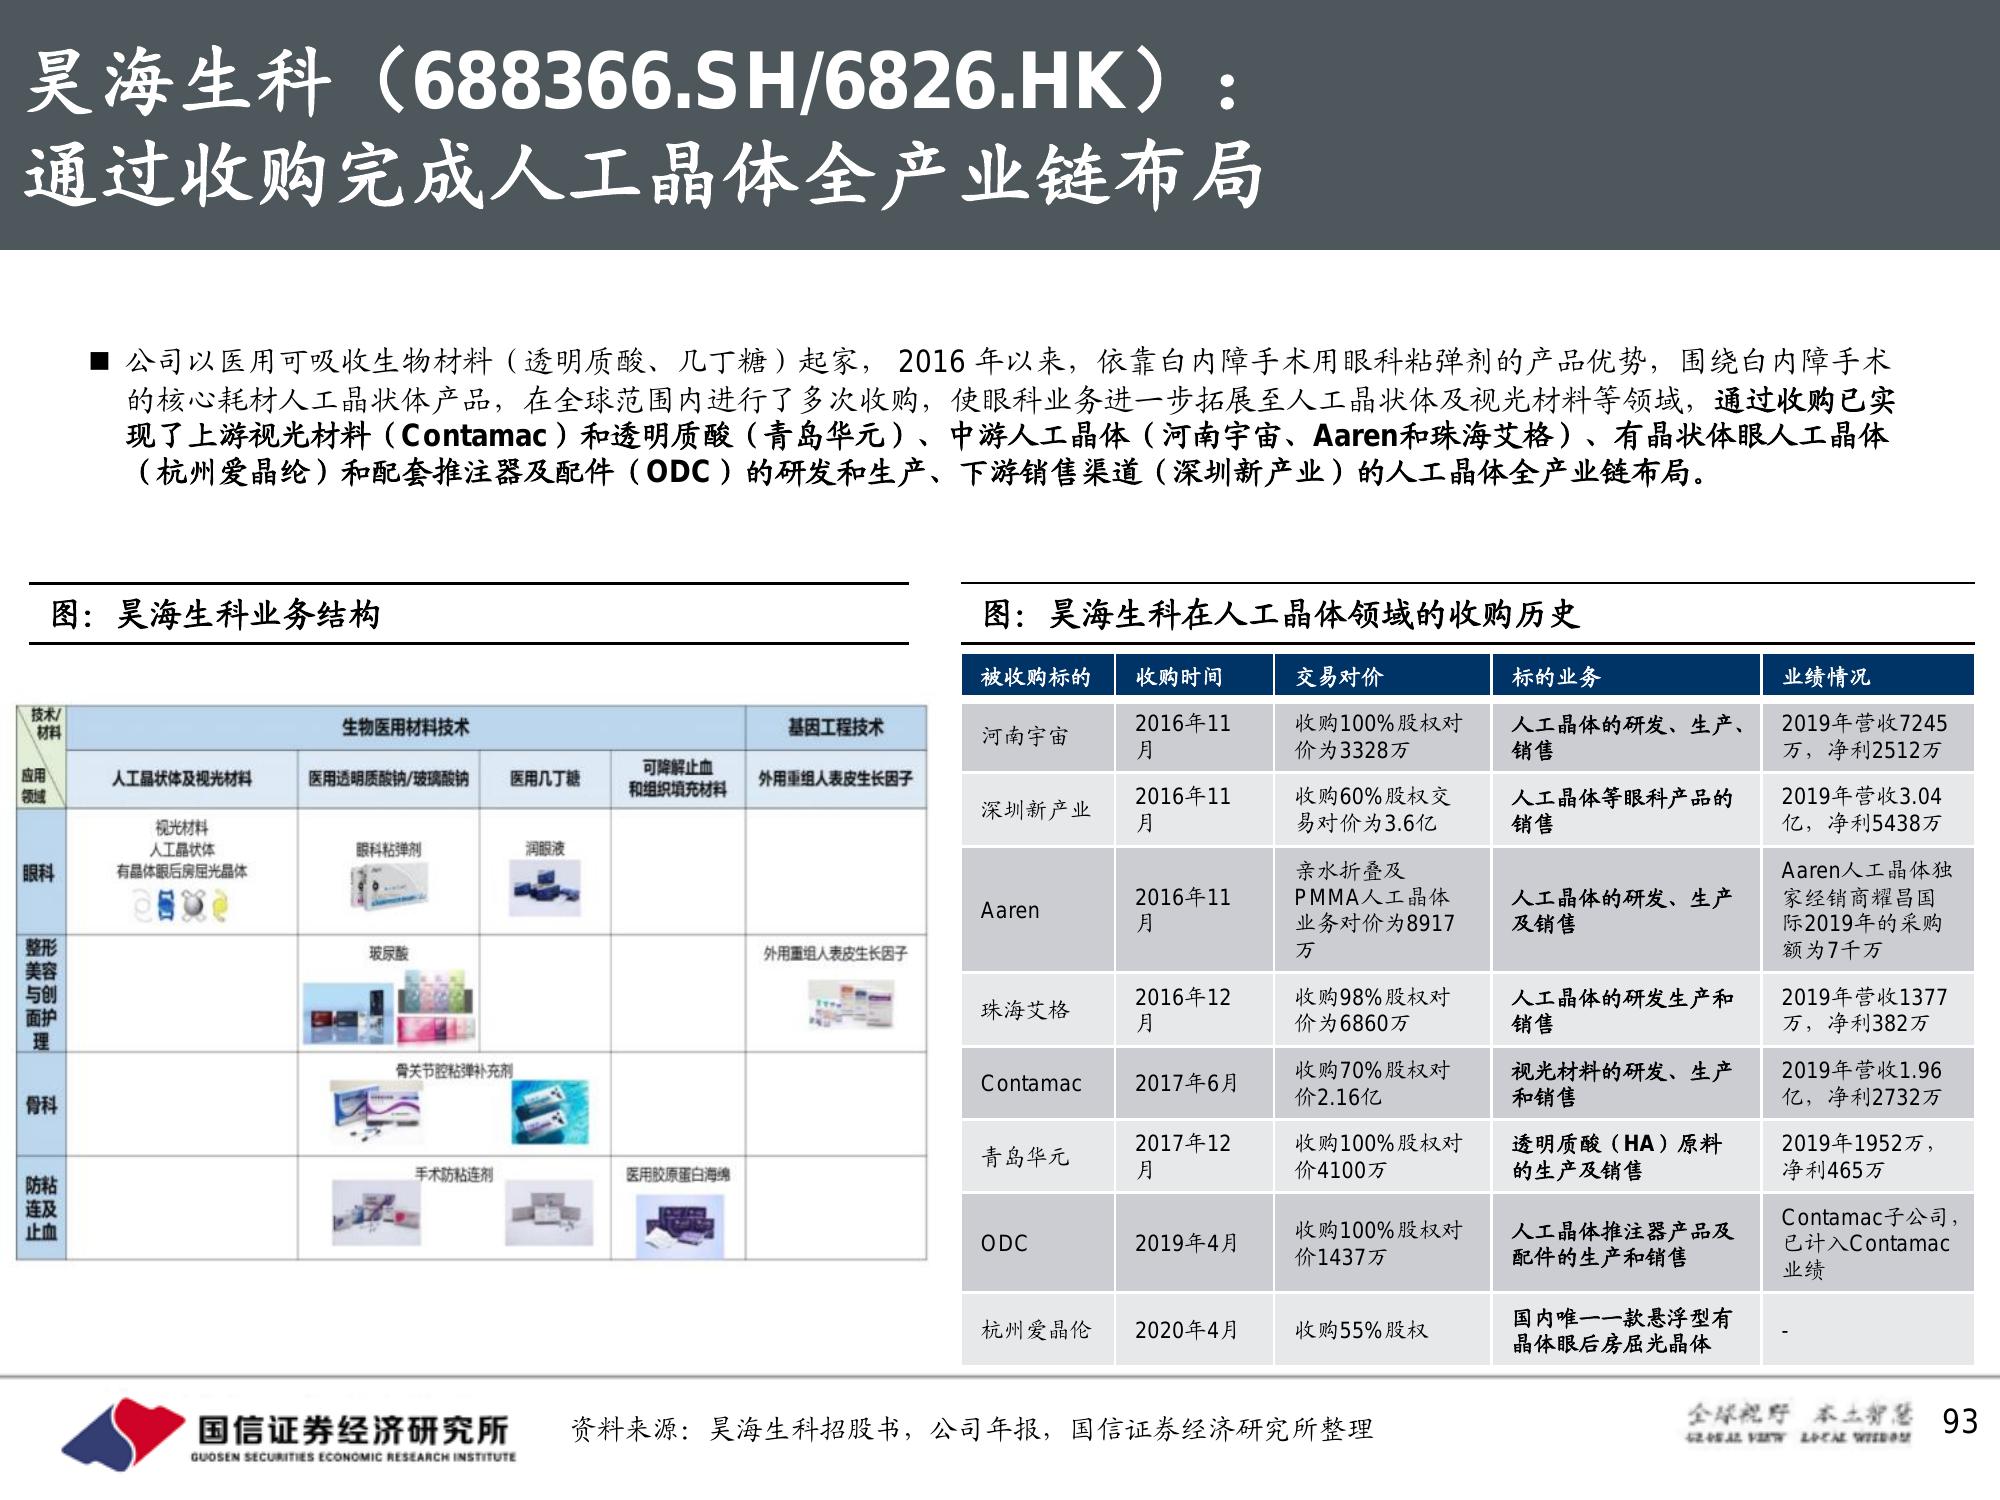 昊海生科（688366.SH/6826.HK）：
通过收购完成人工晶体全产业链布局
■ 公司以医用可吸收生物材料（透明质酸、几丁糖）起家， 2016 年以来，依靠白内障手术用眼科粘弹剂的产品优势，围绕白内障手术
的核心耗材人工晶状体产品，在全球范围内进行了多次收购，使眼科业务进一步拓展至人工晶状体及视光材料等领域，通过收购已实
现了上游视光材料（Contamac）和透明质酸（青岛华元）、中游人工晶体（河南宇宙、Aaren和珠海艾格）、有晶状体眼人工晶体
（杭州爱晶纶）和配套推注器及配件（ODC）的研发和生产、下游销售渠道（深圳新产业）的人工晶体全产业链布局。
图：昊海生科业务结构
技术/
材料
应用
领域
生物医用材料技术
基因工程技术
人工晶状体及视光材料
医用透明质酸钠/玻璃酸钠
医用几丁糖
可降解止血
和组织填充材料
外用重组人表皮生长因子
眼科
视光材料
人工晶状体
有晶体眼后房屈光晶体
眼科粘弹剂
润眼液
整形
美容
与创
面护
理
玻尿酸
外用重组人表皮生长因子
骨科
骨关节腔粘弹补充剂
防粘
连及
止血
手术防粘连剂
医用胶原蛋白海绵
图：昊海生科在人工晶体领域的收购历史
被收购标的 收购时间 交易对价 标的业务 业绩情况
河南宇宙
2016年11
月
收购100%股权对
价为3328万
人工晶体的研发、生产、
销售
2019年营收7245
万，净利2512万
深圳新产业
2016年11
月
收购60%股权交
易对价为3.6亿
人工晶体等眼科产品的
销售
2019年营收3.04
亿，净利5438万
Aaren
2016年11
月
亲水折叠及
PMMA人工晶体
业务对价为8917
万
人工晶体的研发、生产
及销售
Aaren人工晶体独
家经销商耀昌国
际2019年的采购
额为7千万
珠海艾格
2016年12
月
收购98%股权对
价为6860万
人工晶体的研发生产和
销售
2019年营收1377
万，净利382万
Contamac
2017年6月
收购70%股权对
价2.16亿
视光材料的研发、生产
和销售
2019年营收1.96
亿，净利2732万
青岛华元
2017年12
月
收购100%股权对
价4100万
透明质酸（HA）原料
的生产及销售
2019年1952万，
净利465万
ODC
2019年4月
收购100%股权对
价1437万
人工晶体推注器产品及
配件的生产和销售
Contamac子公司，
已计入Contamac
业绩
杭州爱晶伦
2020年4月
收购55%股权
国内唯一一款悬浮型有
晶体眼后房屈光晶体
-
国信证券经济研究所
GUOSEN SECURITIES ECONOMIC RESEARCH INSTITUTE
资料来源：昊海生科招股书，公司年报，国信证券经济研究所整理
全球视野 本土智慧
GLOBAL VIEW LOCAL WISDOM
93